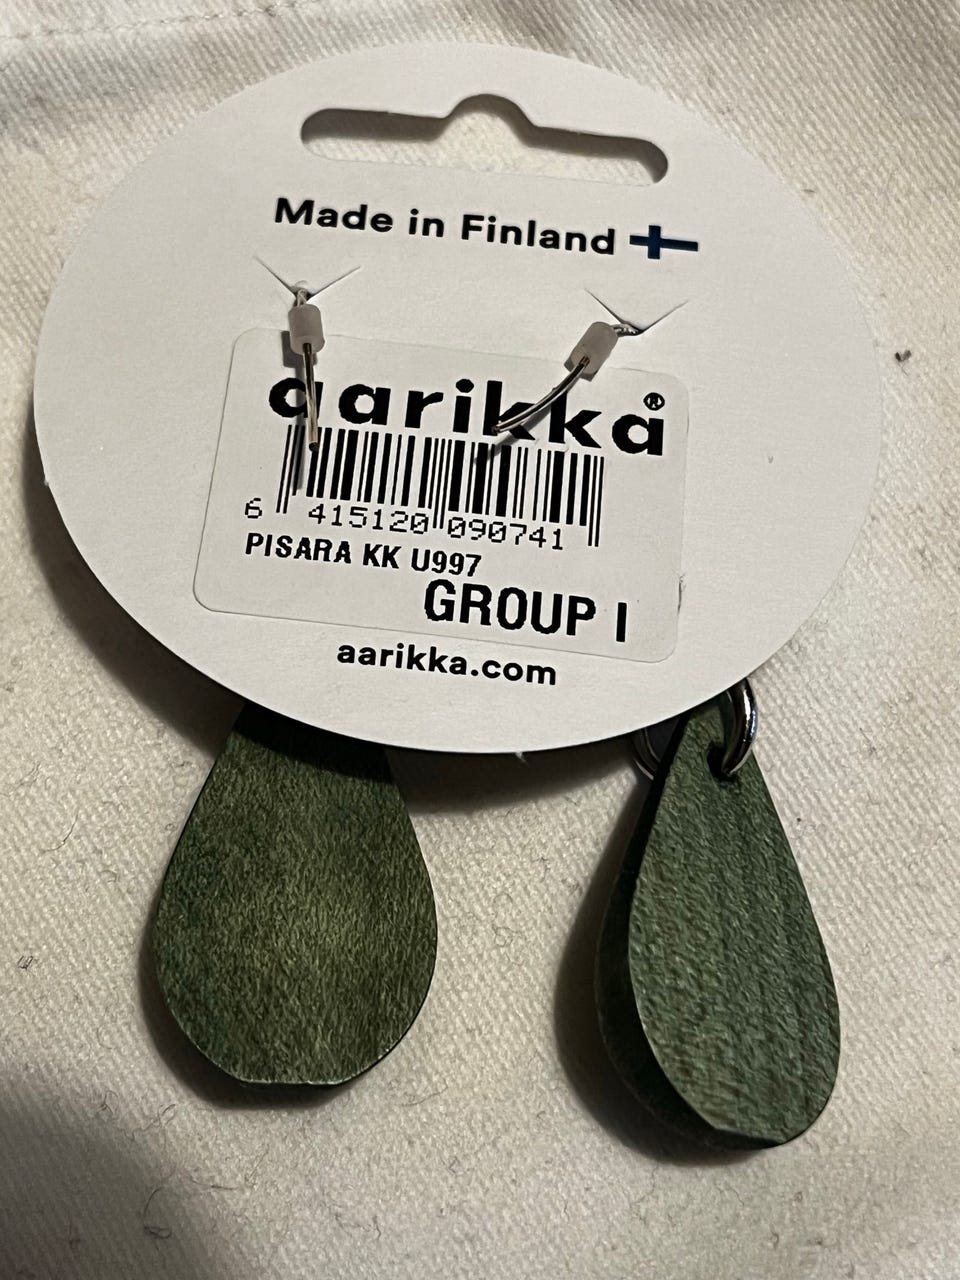 Made in Finland
aarikka®
6 415120 090741
PISARA KK U997
GROUP I
aarikka.com